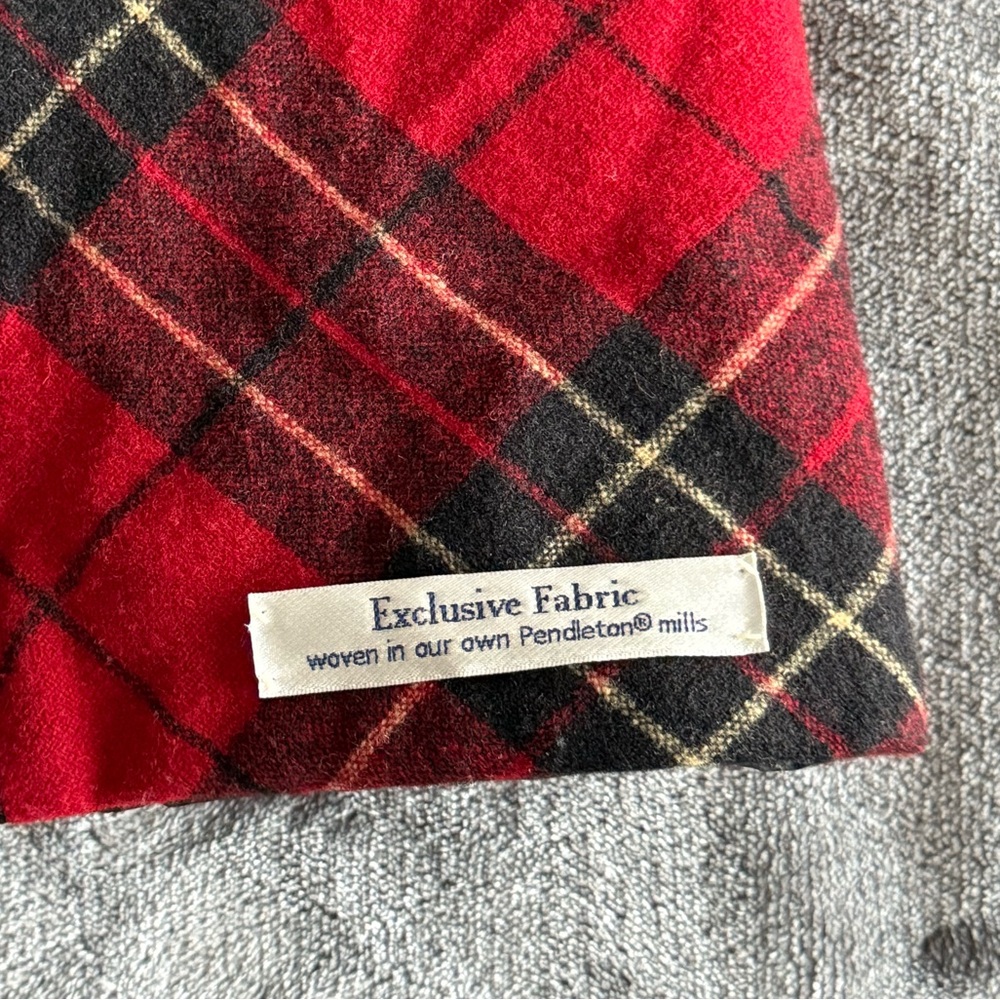 Exclusive Fabric
woven in our own Pendleton® mills